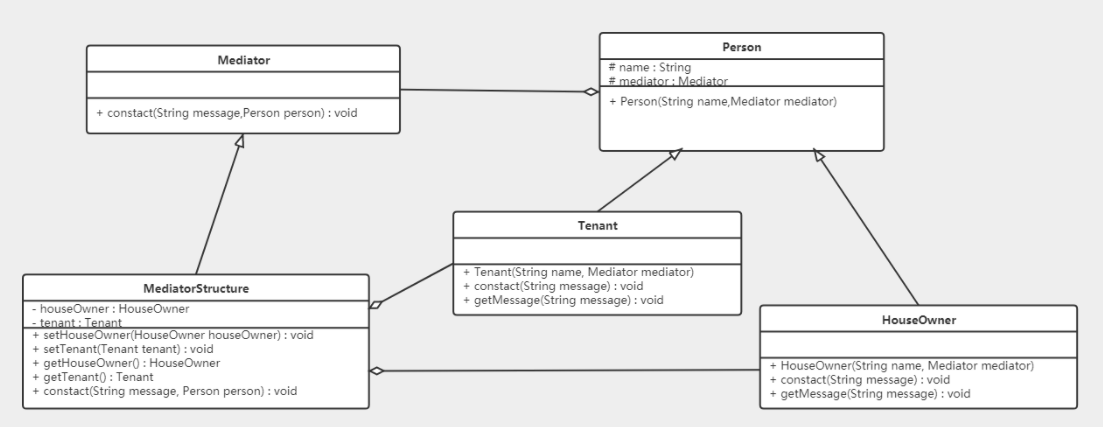 Mediator
+ constact(String message,Person person) : void
Person
# name : String
# mediator : Mediator
+ Person(String name,Mediator mediator)
Tenant
+ Tenant(String name, Mediator mediator)
+ constact(String message) : void
+ getMessage(String message) : void
MediatorStructure
- houseOwner : HouseOwner
- tenant : Tenant
+ setHouseOwner(HouseOwner houseOwner) : void
+ setTenant(Tenant tenant) : void
+ getHouseOwner() : HouseOwner
+ getTenant() : Tenant
+ constact(String message, Person person) : void
HouseOwner
+ HouseOwner(String name, Mediator mediator)
+ constact(String message) : void
+ getMessage(String message) : void